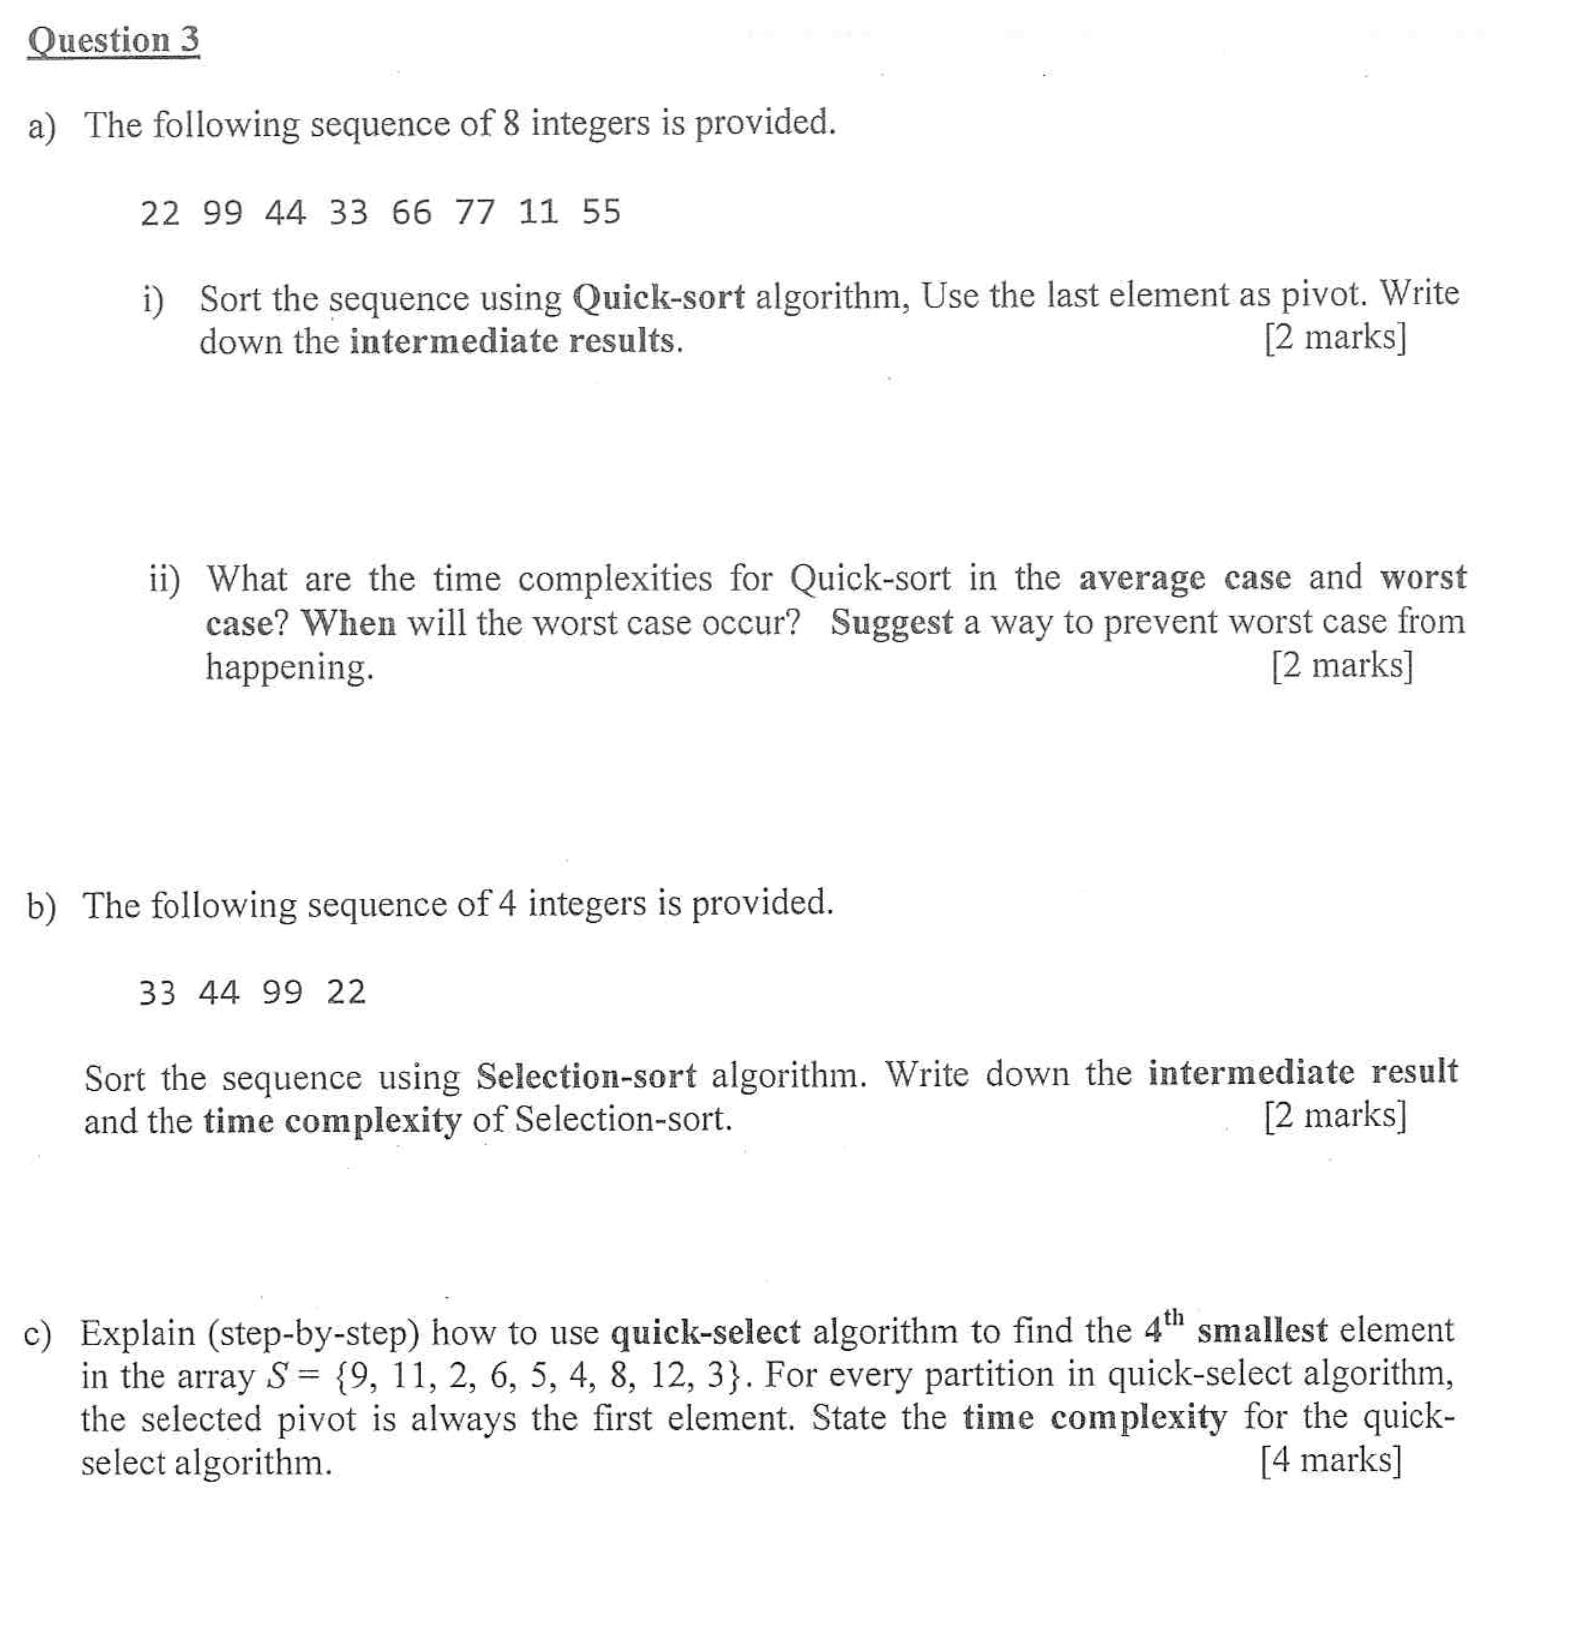 Question 3
a) The following sequence of 8 integers is provided.
22 99 44 33 66 77 11 55
i) Sort the sequence using Quick-sort algorithm, Use the last element as pivot. Write
down the intermediate results. [2 marks]
ii) What are the time complexities for Quick-sort in the average case and worst
case? When will the worst case occur? Suggest a way to prevent worst case from
happening. [2 marks]
b) The following sequence of 4 integers is provided.
33 44 99 22
Sort the sequence using Selection-sort algorithm. Write down the intermediate result
and the time complexity of Selection-sort. [2 marks]
c) Explain (step-by-step) how to use quick-select algorithm to find the 4th smallest element
in the array S = {9, 11, 2, 6, 5, 4, 8, 12, 3}. For every partition in quick-select algorithm,
the selected pivot is always the first element. State the time complexity for the quick-
select algorithm. [4 marks]